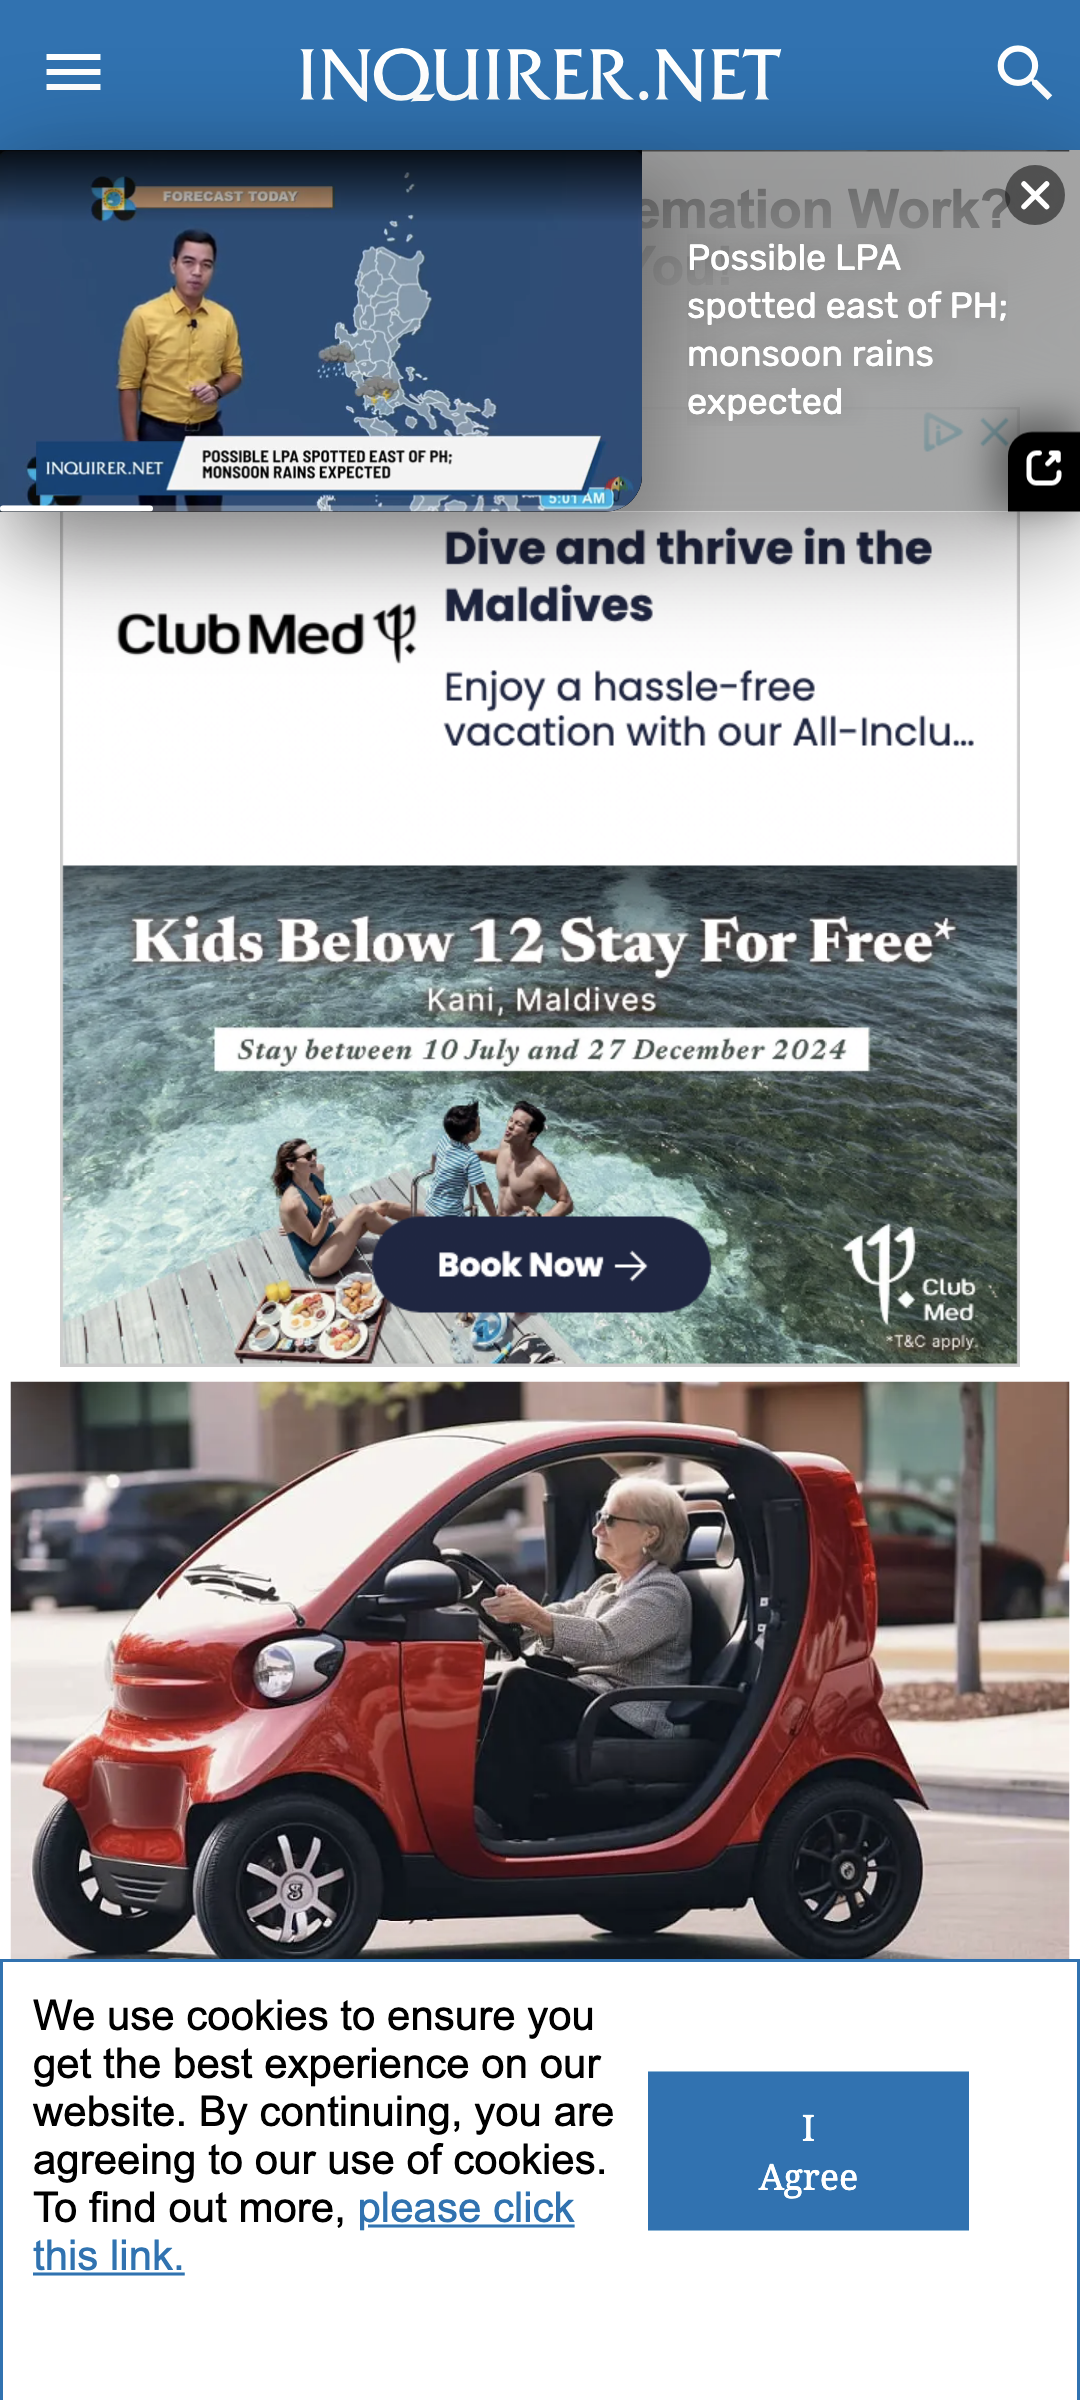 INQUIRER.NET
FORECAST TODAY
INQUIRER.NET
POSSIBLE LPA SPOTTED EAST OF PH;
MONSOON RAINS EXPECTED
5:01 AM
Work?
Possible LPA
spotted east of PH;
monsoon rains
expected
Club Med
Dive and thrive in the
Maldives
Enjoy a hassle-free
vacation with our All-Inclu...
Kids Below 12 Stay For Free*
Kani, Maldives
Stay between 10 July and 27 December 2024
Book Now →
Club
Med
*T&C apply.
We use cookies to ensure you
get the best experience on our
website. By continuing, you are
agreeing to our use of cookies.
To find out more, please click
this link.
I
Agree